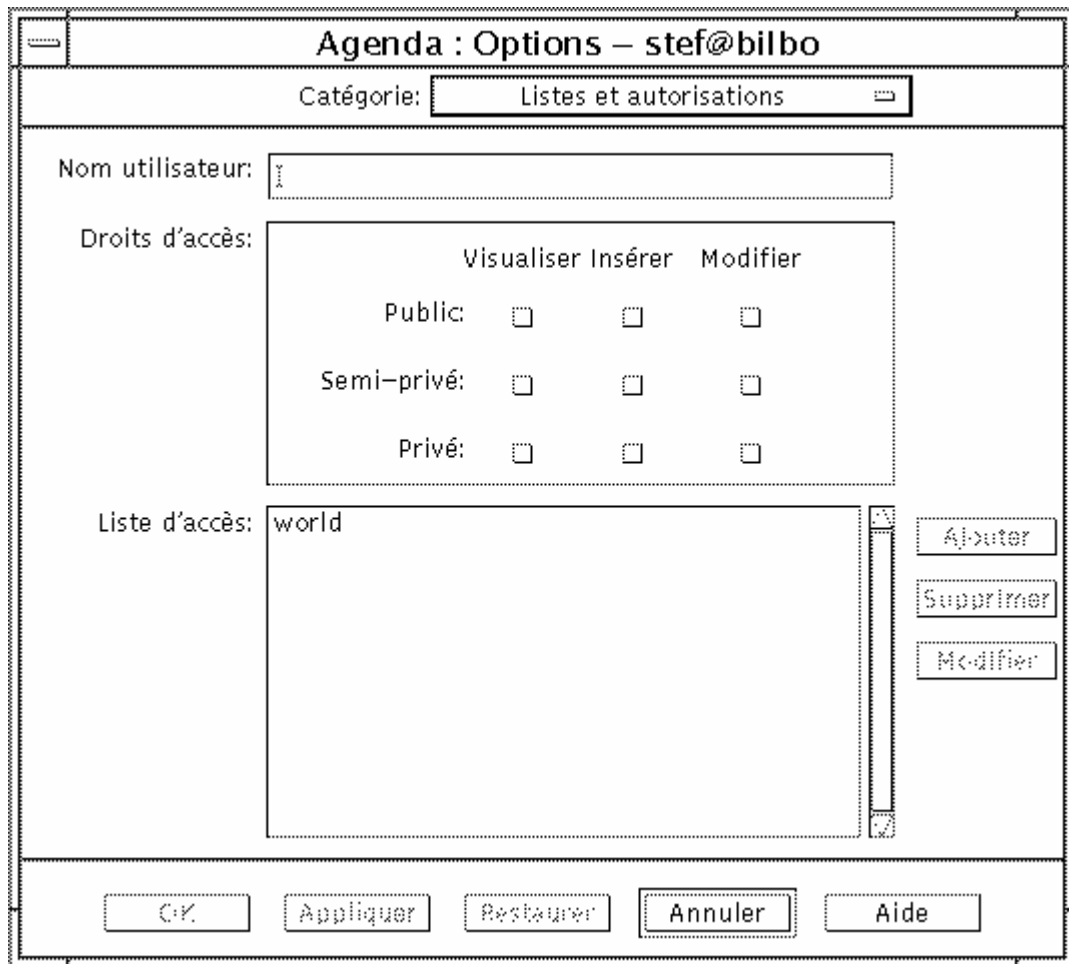 Agenda : Options – stef@bilbo
Catégorie: Listes et autorisations
Nom utilisateur:
Droits d'accès:
Visualiser Insérer Modifier
Public:
Semi–privé:
Privé:
Liste d'accès: world
Ajouter
Supprimer
Modifier
OK Appliquer Restaurer Annuler Aide